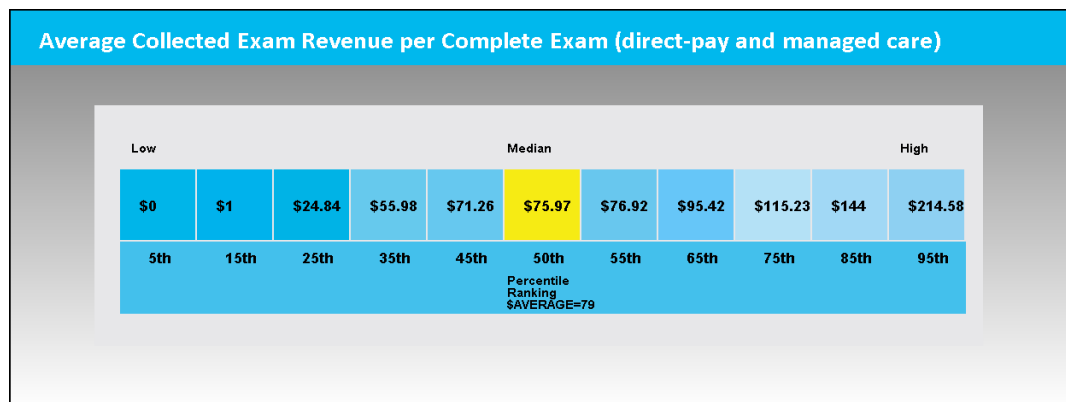 Average Collected Exam Revenue per Complete Exam (direct-pay and managed care)
Low Median High
$0 $1 $24.84 $55.98 $71.26 $75.97 $76.92 $95.42 $115.23 $144 $214.58
5th 15th 25th 35th 45th 50th 55th 65th 75th 85th 95th
Percentile
Ranking
$AVERAGE=79